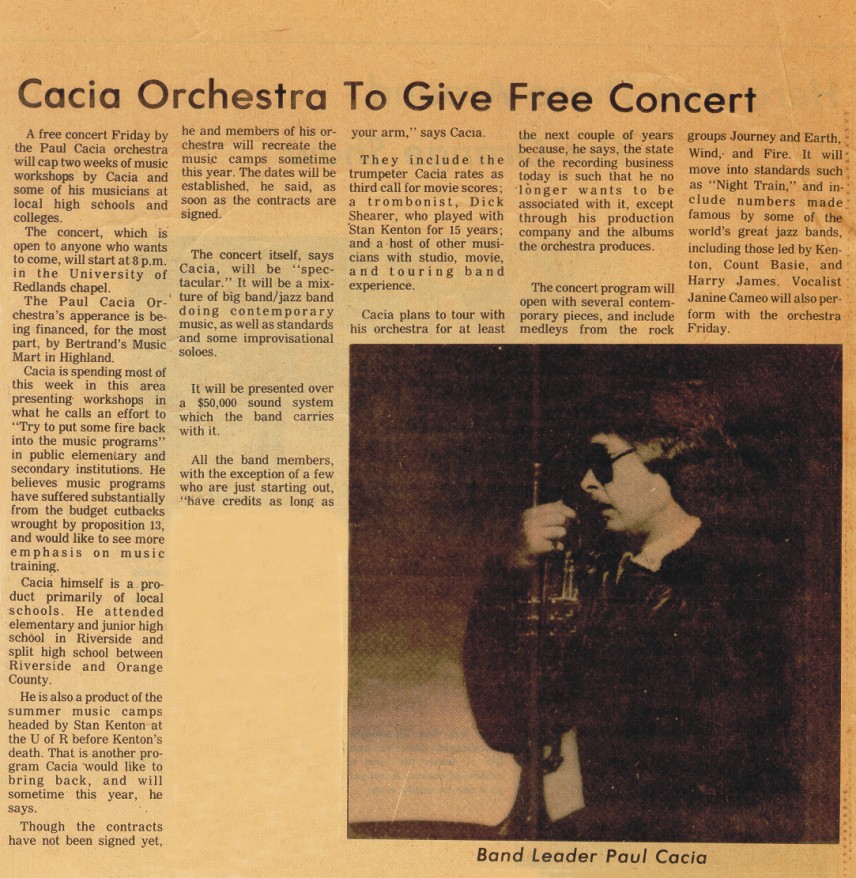 Cacia Orchestra To Give Free Concert
A free concert Friday by
the Paul Cacia orchestra
will cap two weeks of music
workshops by Cacia and
some of his musicians at
local high schools and
colleges.
The concert, which is
open to anyone who wants
to come, will start at 8 p.m.
in the University of
Redlands chapel.
The Paul Cacia Or-
chestra's apperance is be-
ing financed, for the most
part, by Bertrand's Music
Mart in Highland.
Cacia is spending most of
this week in this area
presenting workshops in
what he calls an effort to
"Try to put some fire back
into the music programs"
in public elementary and
secondary institutions. He
believes music programs
have suffered substantially
from the budget cutbacks
wrought by proposition 13,
and would like to see more
emphasis on music
training.
Cacia himself is a pro-
duct primarily of local
schools. He attended
elementary and junior high
school in Riverside and
split high school between
Riverside and Orange
County.
He is also a product of the
summer music camps
headed by Stan Kenton at
the U of R before Kenton's
death. That is another pro-
gram Cacia would like to
bring back, and will
sometime this year, he
says.
Though the contracts
have not been signed yet,
he and members of his or-
chestra will recreate the
music camps sometime
this year. The dates will be
established, he said, as
soon as the contracts are
signed.
The concert itself, says
Cacia, will be "spec-
tacular." It will be a mix-
ture of big band/jazz band
doing contemporary
music, as well as standards
and some improvisational
soloes.
It will be presented over
a $50,000 sound system
which the band carries
with it.
All the band members,
with the exception of a few
who are just starting out,
"have credits as long as
your arm," says Cacia.
They include the
trumpeter Cacia rates as
third call for movie scores;
a trombonist, Dick
Shearer, who played with
Stan Kenton for 15 years;
and a host of other musi-
cians with studio, movie,
and touring band
experience.
Cacia plans to tour with
his orchestra for at least
the next couple of years
because, he says, the state
of the recording business
today is such that he no
longer wants to be
associated with it, except
through his production
company and the albums
the orchestra produces.
The concert program will
open with several contem-
porary pieces, and include
medleys from the rock
groups Journey and Earth,
Wind, and Fire. It will
move into standards such
as "Night Train," and in-
clude numbers made
famous by some of the
world's great jazz bands,
including those led by Ken-
ton, Count Basie, and
Harry James. Vocalist
Janine Cameo will also per-
form with the orchestra
Friday.
Band Leader Paul Cacia